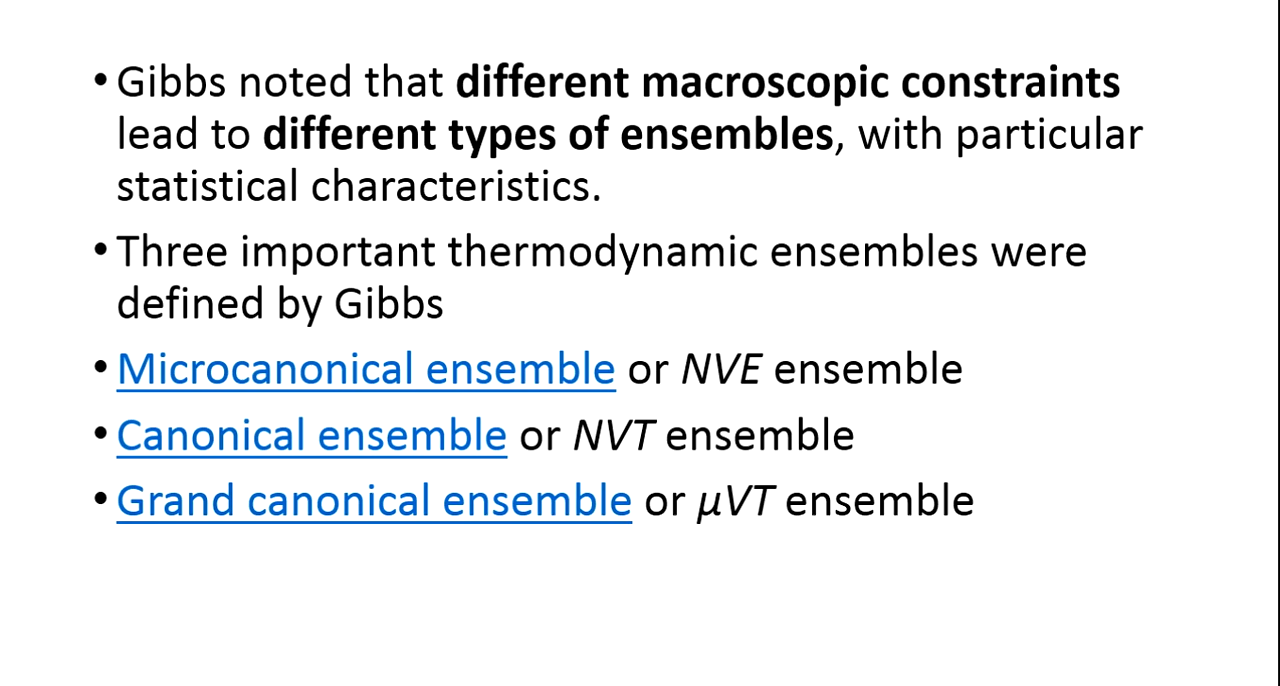 • Gibbs noted that different macroscopic constraints
lead to different types of ensembles, with particular
statistical characteristics.
• Three important thermodynamic ensembles were
defined by Gibbs
• Microcanonical ensemble or NVE ensemble
• Canonical ensemble or NVT ensemble
• Grand canonical ensemble or μVT ensemble